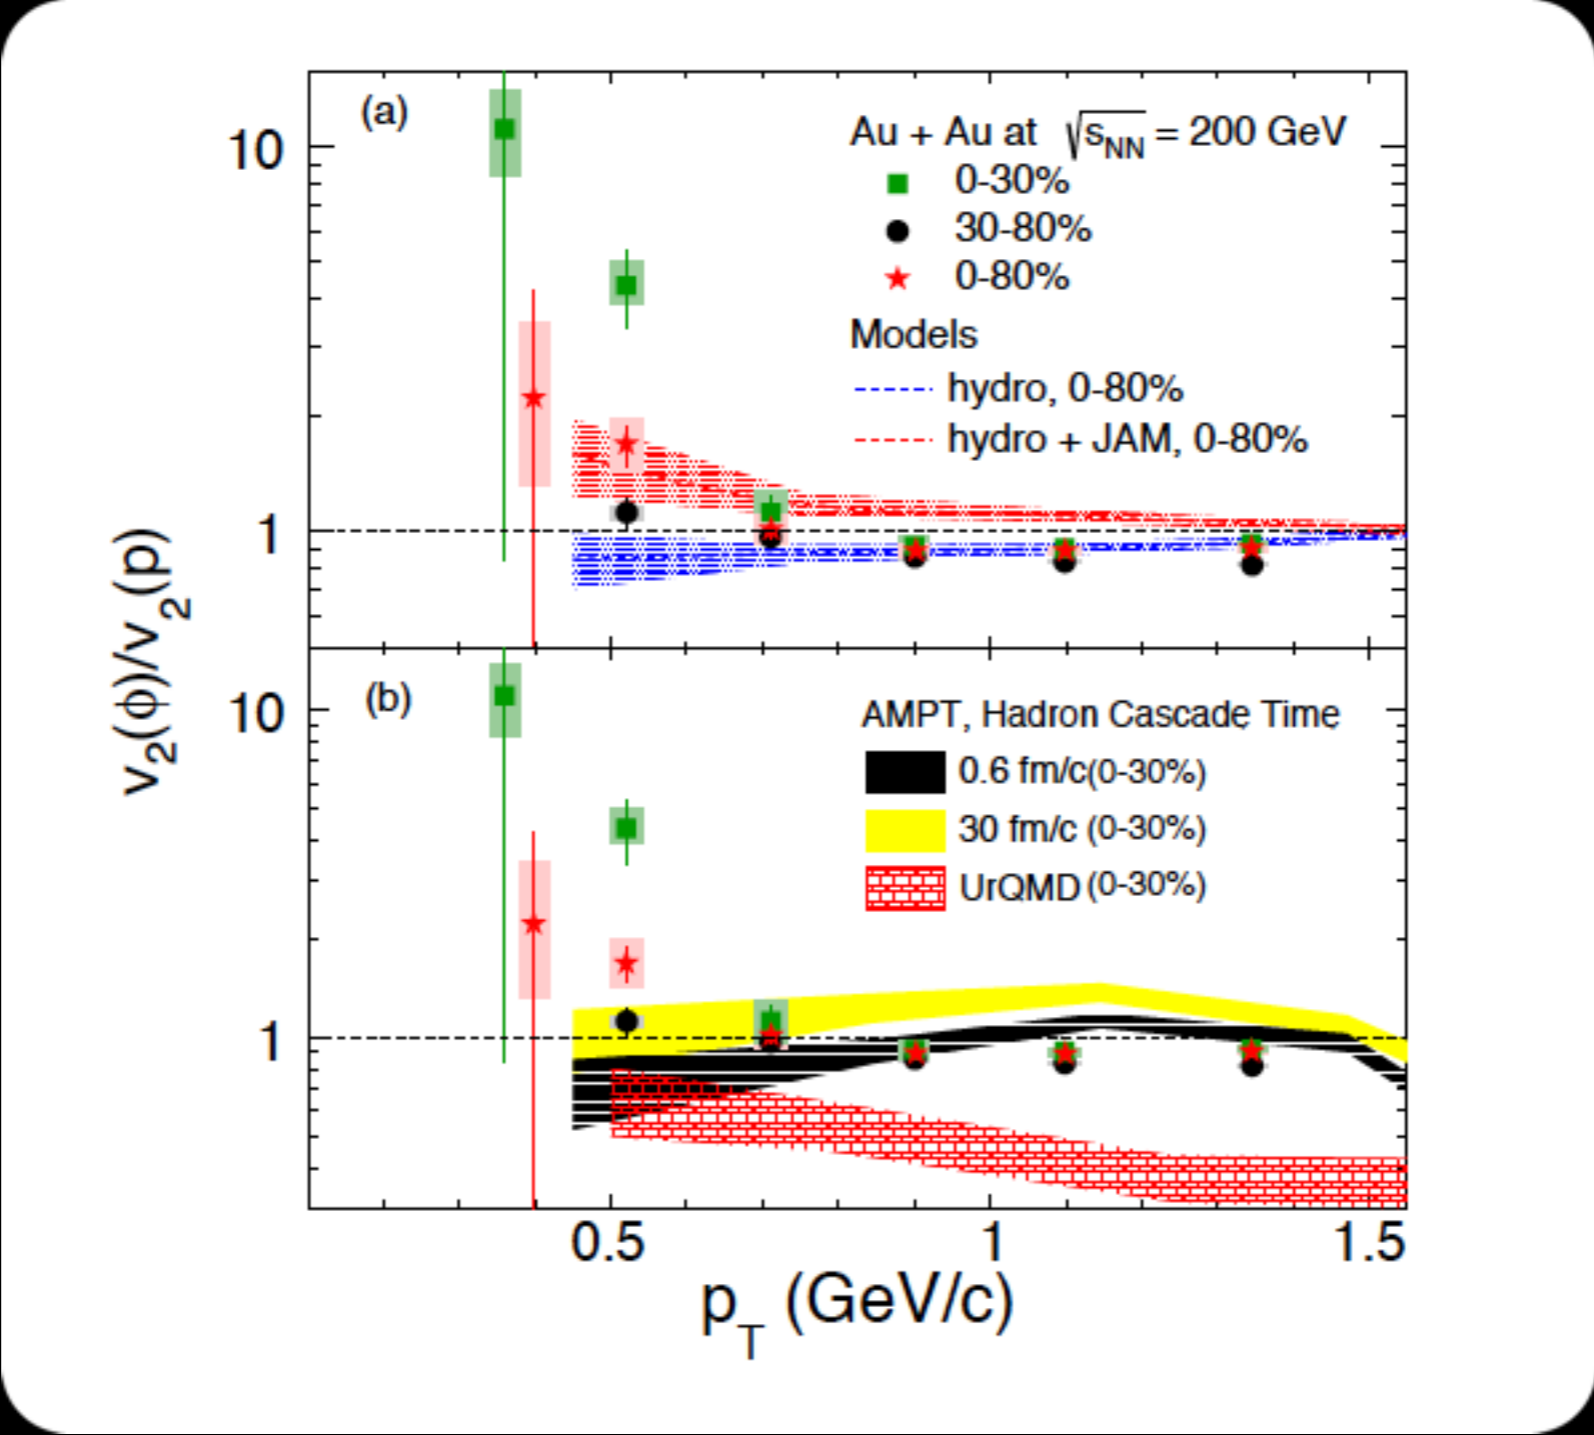 (a)
Au + Au at √sNN = 200 GeV
0-30%
30-80%
0-80%
Models
hydro, 0-80%
hydro + JAM, 0-80%
10
1
v2(ϕ)/v2(p)
(b)
AMPT, Hadron Cascade Time
0.6 fm/c(0-30%)
30 fm/c (0-30%)
UrQMD (0-30%)
10
1
0.5 1 1.5
pT (GeV/c)